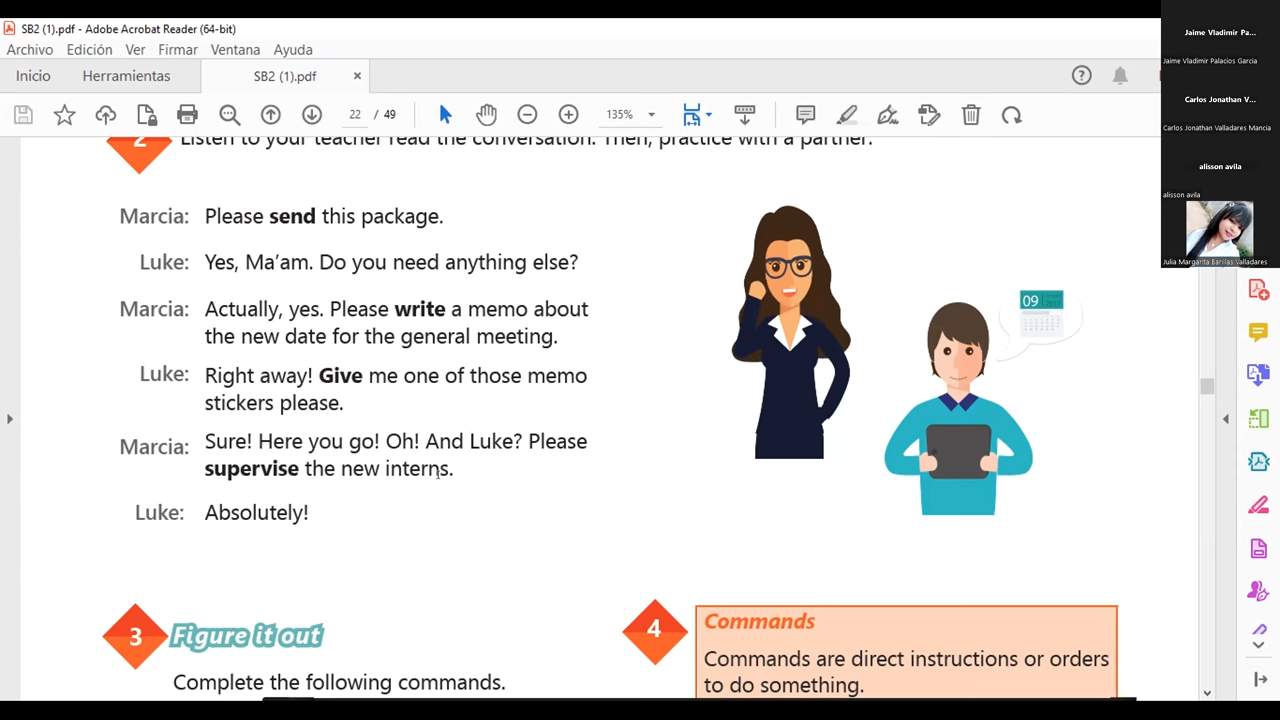 SB2 (1).pdf - Adobe Acrobat Reader (64-bit)
Archivo Edición Ver Firmar Ventana Ayuda
Inicio Herramientas SB2 (1).pdf ×
22 / 49 135%
2 Listen to your teacher read the conversation. Then, practice with a partner.
Marcia: Please send this package.
Luke: Yes, Ma'am. Do you need anything else?
Marcia: Actually, yes. Please write a memo about
the new date for the general meeting.
Luke: Right away! Give me one of those memo
stickers please.
Marcia: Sure! Here you go! Oh! And Luke? Please
supervise the new interns.
Luke: Absolutely!
09
3 Figure it out
Complete the following commands.
4 Commands
Commands are direct instructions or orders
to do something.
Jaime Vladimir Pa...
Jaime Vladimir Palacios Garcia
Carlos Jonathan V...
Carlos Jonathan Valladares Mancia
alisson avila
alisson avila
Julia Margarita Barillas Valladares